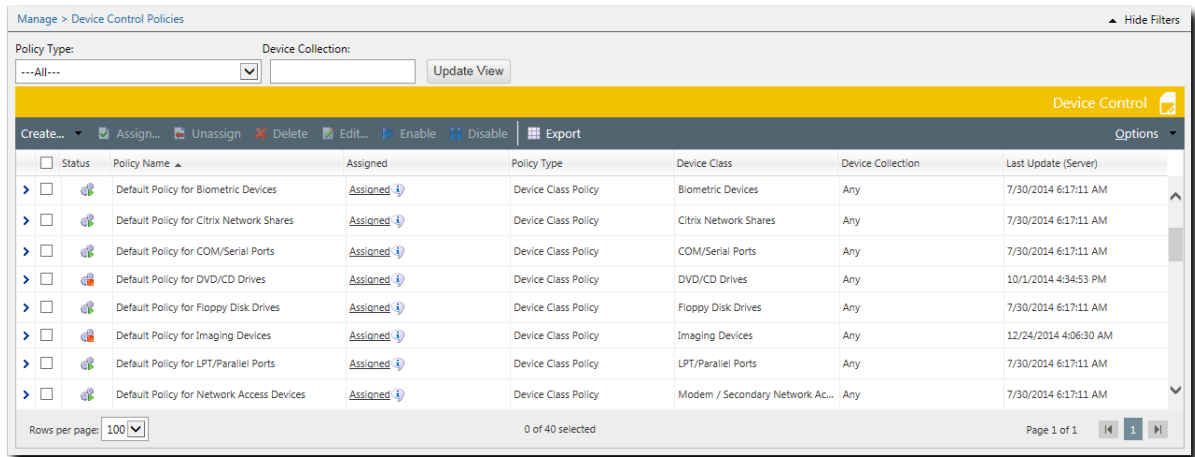 Manage > Device Control Policies
Hide Filters
Policy Type: Device Collection:
---All--- Update View
Device Control
Create... Assign... Unassign Delete Edit... Enable Disable Export Options
Status Policy Name Assigned Policy Type Device Class Device Collection Last Update (Server)
Default Policy for Biometric Devices Assigned Device Class Policy Biometric Devices Any 7/30/2014 6:17:11 AM
Default Policy for Citrix Network Shares Assigned Device Class Policy Citrix Network Shares Any 7/30/2014 6:17:11 AM
Default Policy for COM/Serial Ports Assigned Device Class Policy COM/Serial Ports Any 7/30/2014 6:17:11 AM
Default Policy for DVD/CD Drives Assigned Device Class Policy DVD/CD Drives Any 10/1/2014 4:34:53 PM
Default Policy for Floppy Disk Drives Assigned Device Class Policy Floppy Disk Drives Any 7/30/2014 6:17:11 AM
Default Policy for Imaging Devices Assigned Device Class Policy Imaging Devices Any 12/24/2014 4:06:30 AM
Default Policy for LPT/Parallel Ports Assigned Device Class Policy LPT/Parallel Ports Any 7/30/2014 6:17:11 AM
Default Policy for Network Access Devices Assigned Device Class Policy Modem / Secondary Network Ac... Any 7/30/2014 6:17:11 AM
Rows per page: 100 0 of 40 selected Page 1 of 1 1